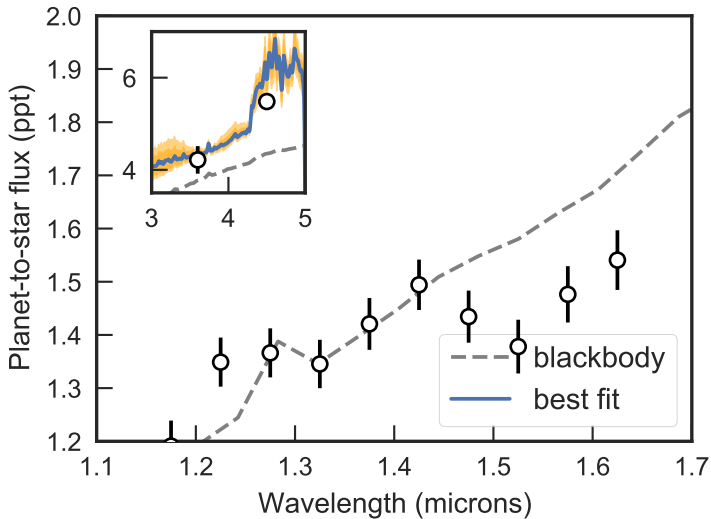 Planet-to-star flux (ppt)
2.0
1.9
1.8
1.7
1.6
1.5
1.4
1.3
1.2
6
4
3 4 5
blackbody
best fit
1.1 1.2 1.3 1.4 1.5 1.6 1.7
Wavelength (microns)